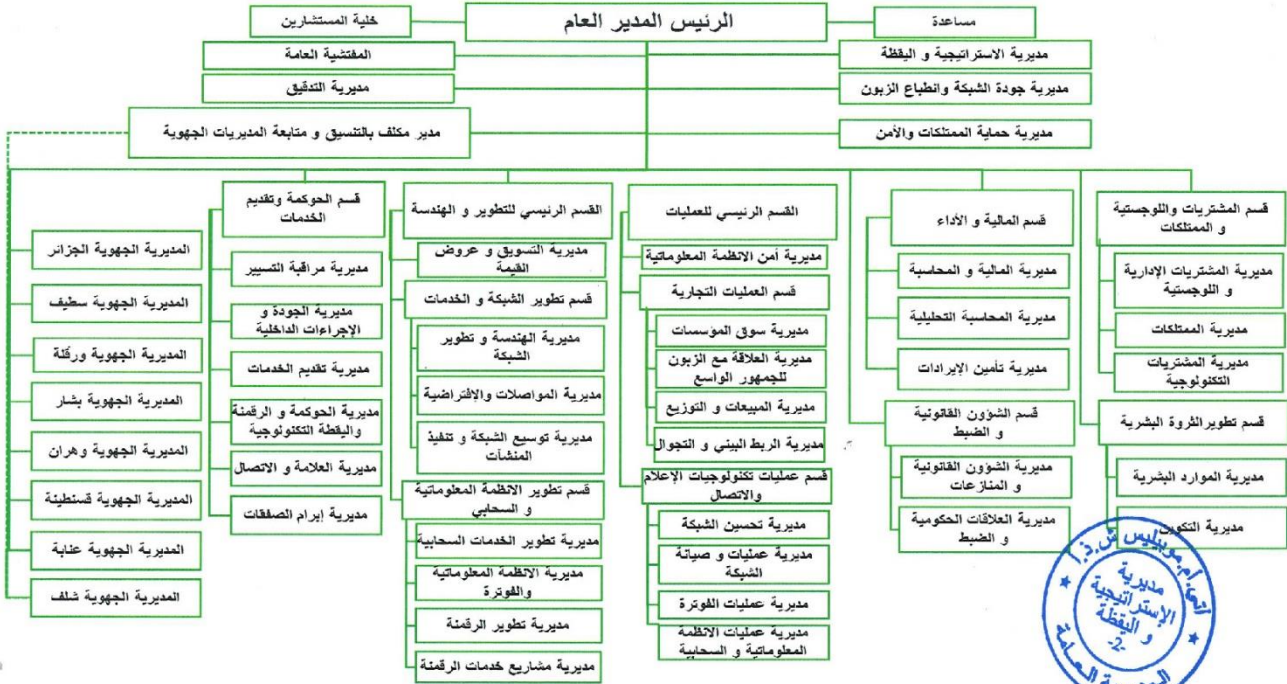 الرئيس المدير العام
مساعدة
خلية المستشارين
مديرية الاستراتيجية و اليقظة
المفتشية العامة
مديرية جودة الشبكة وانطباع الزبون
مديرية التدقيق
مديرية حماية الممتلكات والأمن
مدير مكلف بالتنسيق و متابعة المديريات الجهوية
قسم المشتريات واللوجستية
و الممتلكات
مديرية المشتريات الإدارية
و اللوجستية
مديرية الممتلكات
مديرية المشتريات
التكنولوجية
قسم تطوير الثروة البشرية
مديرية الموارد البشرية
مديرية التكوين
قسم المالية و الأداء
مديرية المالية و المحاسبة
مديرية المحاسبة التحليلية
مديرية تأمين الإيرادات
قسم الشؤون القانونية
و الضبط
مديرية الشؤون القانونية
و المنازعات
مديرية العلاقات الحكومية
و الضبط
القسم الرئيسي للعمليات
مديرية أمن الانظمة المعلوماتية
قسم العمليات التجارية
مديرية سوق المؤسسات
مديرية العلاقة مع الزبون
للجمهور الواسع
مديرية المبيعات و التوزيع
مديرية الربط البيني و التجوال
قسم عمليات تكنولوجيات الإعلام
والاتصال
مديرية تحسين الشبكة
مديرية عمليات و صيانة
الشبكة
مديرية عمليات الفوترة
مديرية عمليات الانظمة
المعلوماتية و السحابية
القسم الرئيسي للتطوير و الهندسة
مديرية التسويق و عروض
القيمة
قسم تطوير الشبكة و الخدمات
مديرية الهندسة و تطوير
الشبكة
مديرية المواصلات والإفتراضية
مديرية توسيع الشبكة و تنفيذ
المنشآت
قسم تطوير الانظمة المعلوماتية
و السحابي
مديرية تطوير الخدمات السحابية
مديرية الانظمة المعلوماتية
والفوترة
مديرية تطوير الرقمنة
مديرية مشاريع خدمات الرقمنة
قسم الحوكمة وتقديم
الخدمات
مديرية مراقبة التسيير
مديرية الجودة و
الإجراءات الداخلية
مديرية تقديم الخدمات
مديرية الحوكمة و الرقمنة
واليقظة التكنولوجية
مديرية العلامة و الاتصال
مديرية إبرام الصفقات
المديرية الجهوية الجزائر
المديرية الجهوية سطيف
المديرية الجهوية ورقلة
المديرية الجهوية بشار
المديرية الجهوية وهران
المديرية الجهوية قسنطينة
المديرية الجهوية عنابة
المديرية الجهوية شلف
أتي.أم.موبيليس ش.ذ.أ
مديرية
الإستراتيجية
و اليقظة
-2-